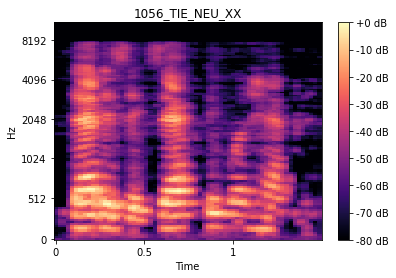 1056_TIE_NEU_XX
+0 dB
8192
-10 dB
4096
-20 dB
-30 dB
2048
Hz
-40 dB
1024
-50 dB
512
-60 dB
-70 dB
0
-80 dB
0 0.5 1
Time